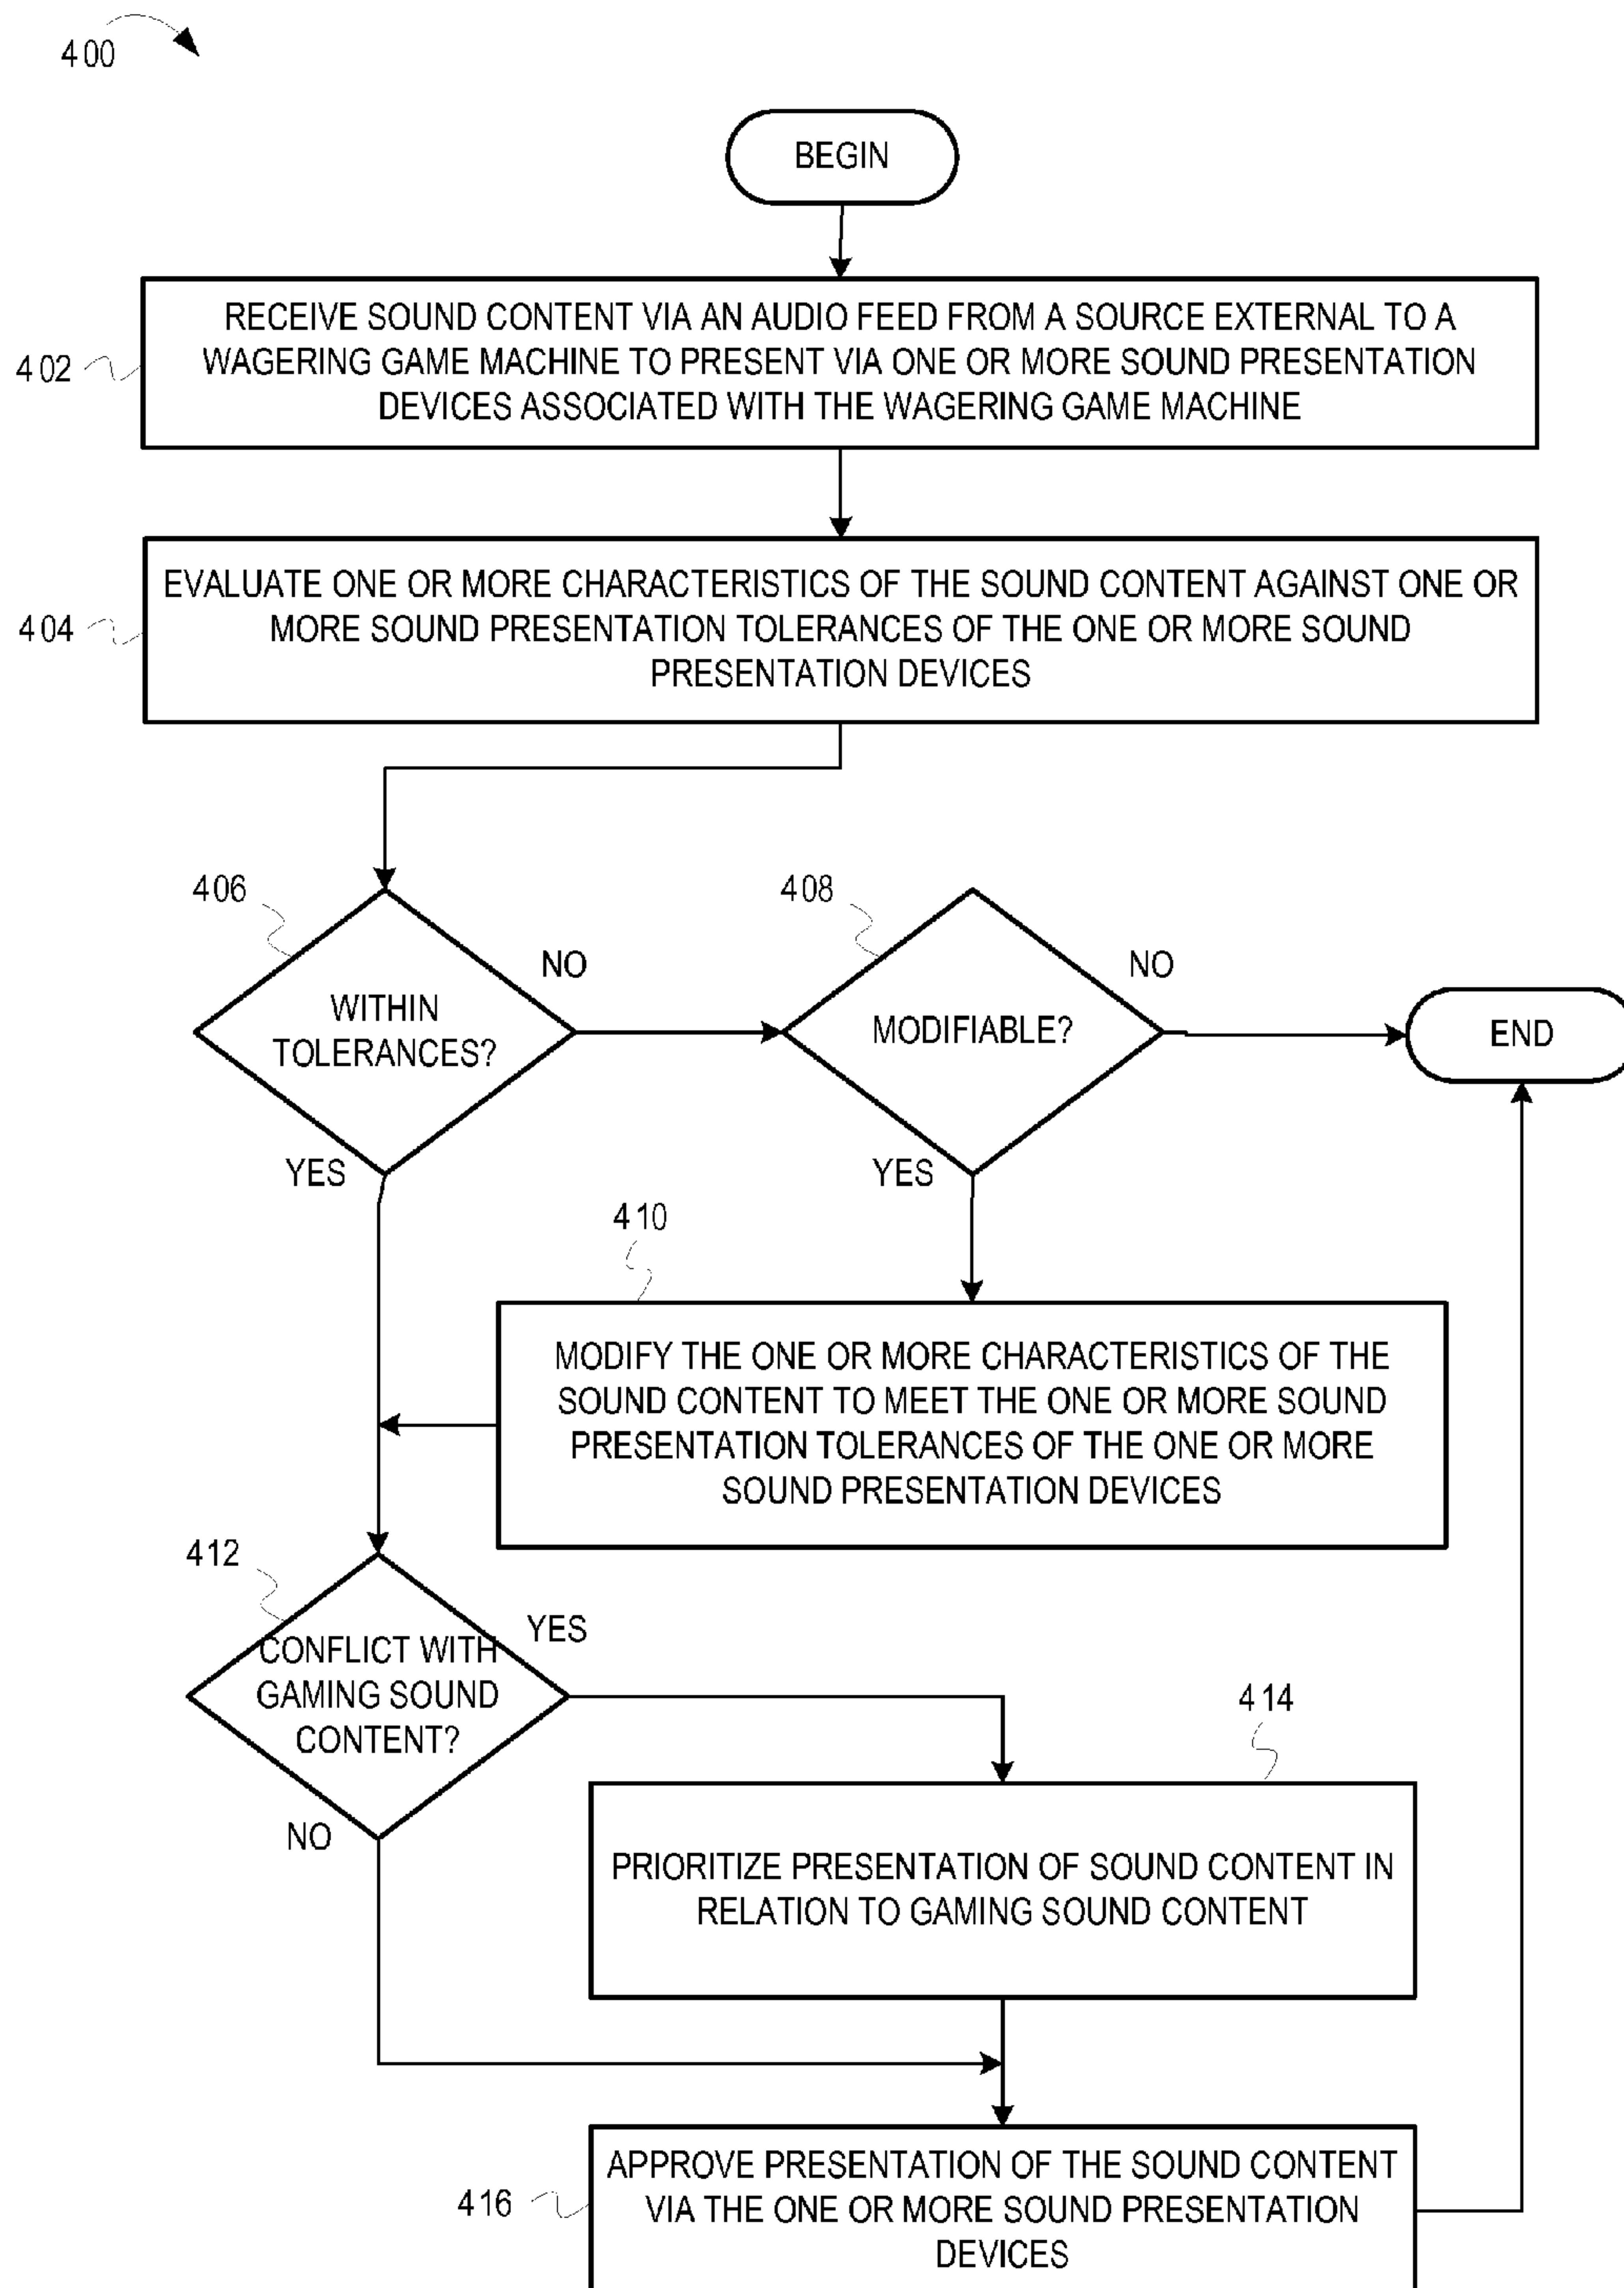 400
BEGIN
402
RECEIVE SOUND CONTENT VIA AN AUDIO FEED FROM A SOURCE EXTERNAL TO A
WAGERING GAME MACHINE TO PRESENT VIA ONE OR MORE SOUND PRESENTATION
DEVICES ASSOCIATED WITH THE WAGERING GAME MACHINE
404
EVALUATE ONE OR MORE CHARACTERISTICS OF THE SOUND CONTENT AGAINST ONE OR
MORE SOUND PRESENTATION TOLERANCES OF THE ONE OR MORE SOUND
PRESENTATION DEVICES
406
WITHIN
TOLERANCES?
NO
YES
408
MODIFIABLE?
NO
YES
END
410
MODIFY THE ONE OR MORE CHARACTERISTICS OF THE
SOUND CONTENT TO MEET THE ONE OR MORE SOUND
PRESENTATION TOLERANCES OF THE ONE OR MORE
SOUND PRESENTATION DEVICES
412
CONFLICT WITH
GAMING SOUND
CONTENT?
YES
NO
414
PRIORITIZE PRESENTATION OF SOUND CONTENT IN
RELATION TO GAMING SOUND CONTENT
416
APPROVE PRESENTATION OF THE SOUND CONTENT
VIA THE ONE OR MORE SOUND PRESENTATION
DEVICES